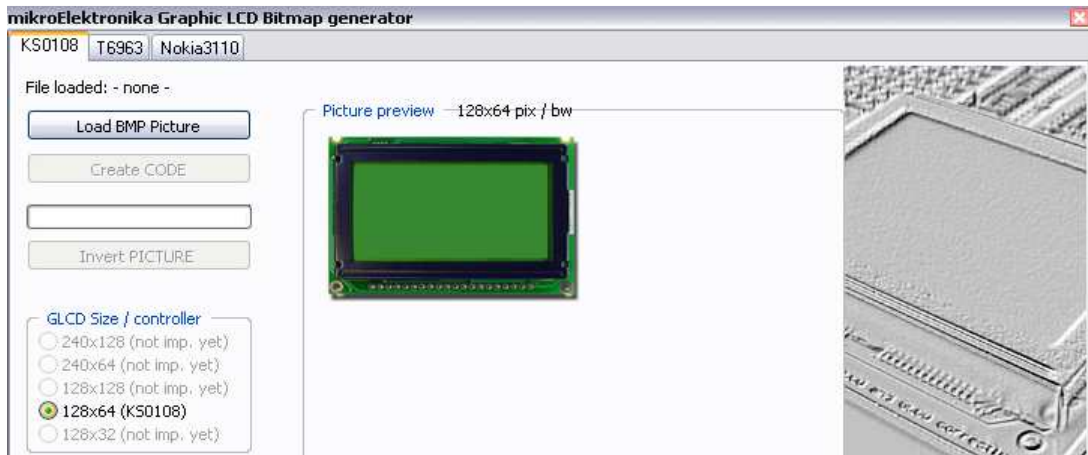 mikroElektronika Graphic LCD Bitmap generator
KS0108 T6963 Nokia3110
File loaded: - none -
Load BMP Picture
Create CODE
Invert PICTURE
GLCD Size / controller
240x128 (not imp. yet)
240x64 (not imp. yet)
128x128 (not imp. yet)
128x64 (KS0108)
128x32 (not imp. yet)
Picture preview 128x64 pix / bw